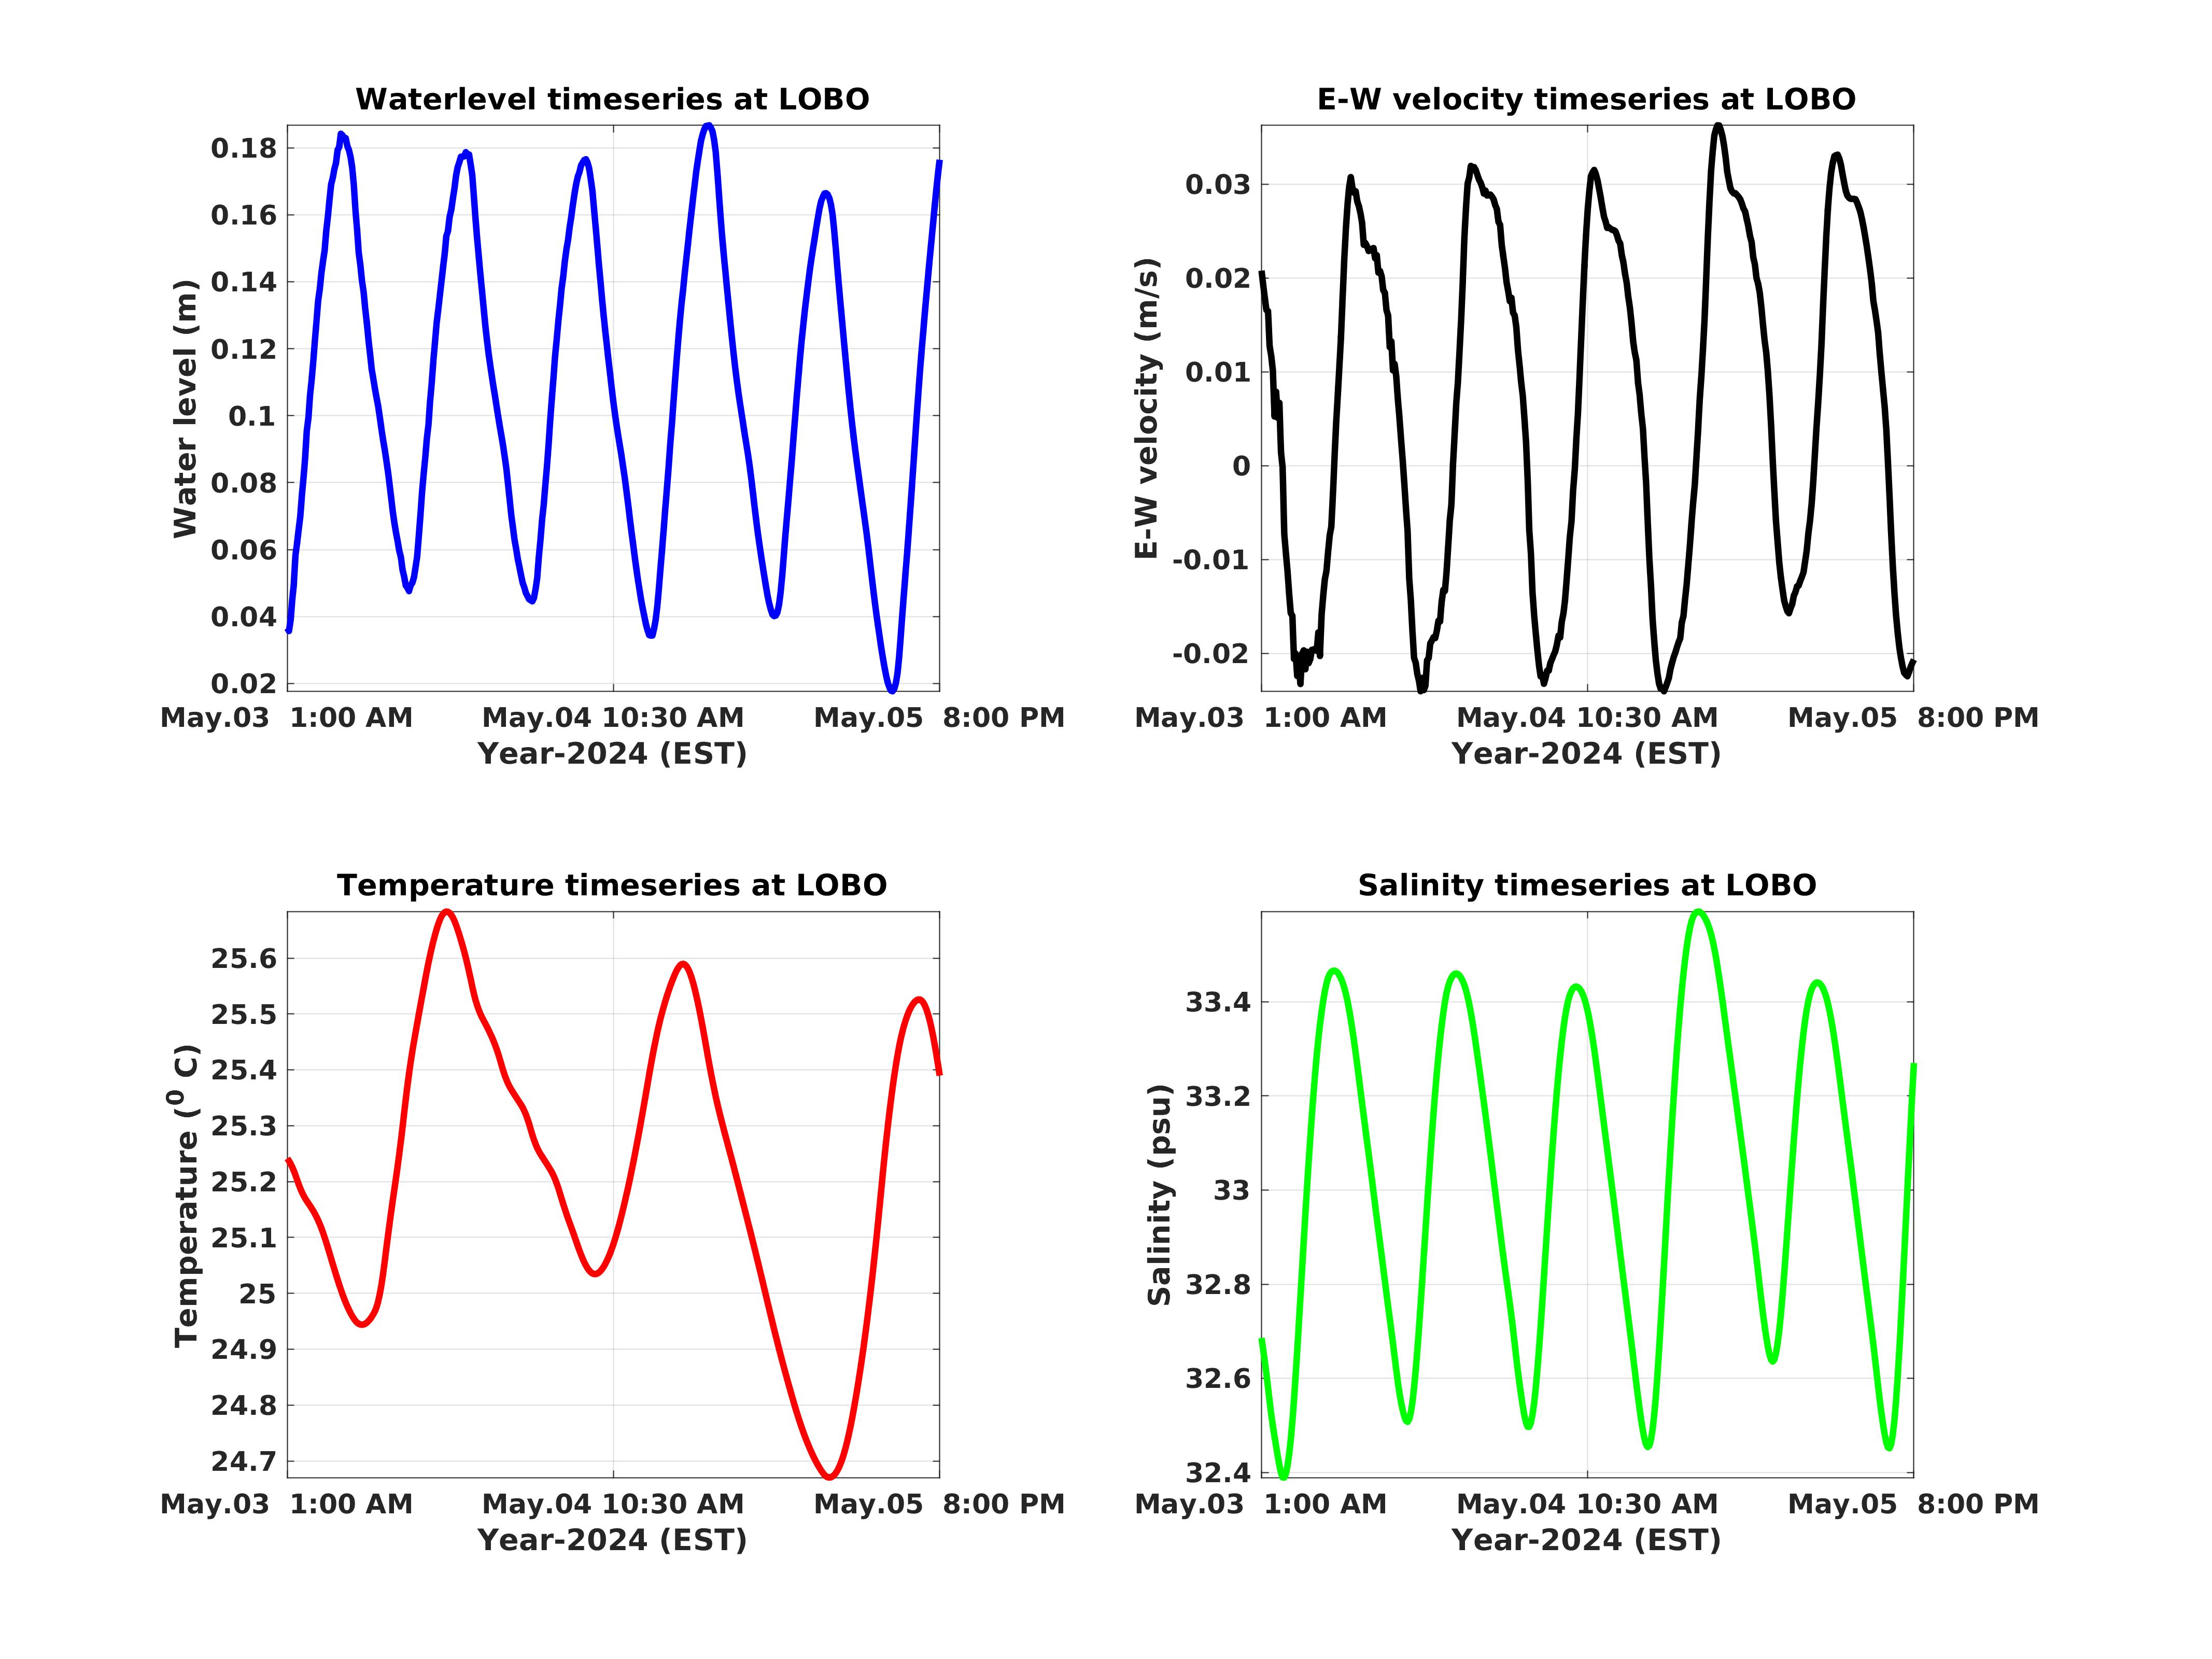 Waterlevel timeseries at LOBO
0.18
0.16
0.14
0.12
0.1
0.08
0.06
0.04
0.02
Water level (m)
May.03 1:00 AM May.04 10:30 AM May.05 8:00 PM
Year-2024 (EST)
E-W velocity timeseries at LOBO
0.03
0.02
0.01
0
-0.01
-0.02
E-W velocity (m/s)
May.03 1:00 AM May.04 10:30 AM May.05 8:00 PM
Year-2024 (EST)
Temperature timeseries at LOBO
25.6
25.5
25.4
25.3
25.2
25.1
25
24.9
24.8
24.7
Temperature (⁰ C)
May.03 1:00 AM May.04 10:30 AM May.05 8:00 PM
Year-2024 (EST)
Salinity timeseries at LOBO
33.4
33.2
33
32.8
32.6
32.4
Salinity (psu)
May.03 1:00 AM May.04 10:30 AM May.05 8:00 PM
Year-2024 (EST)